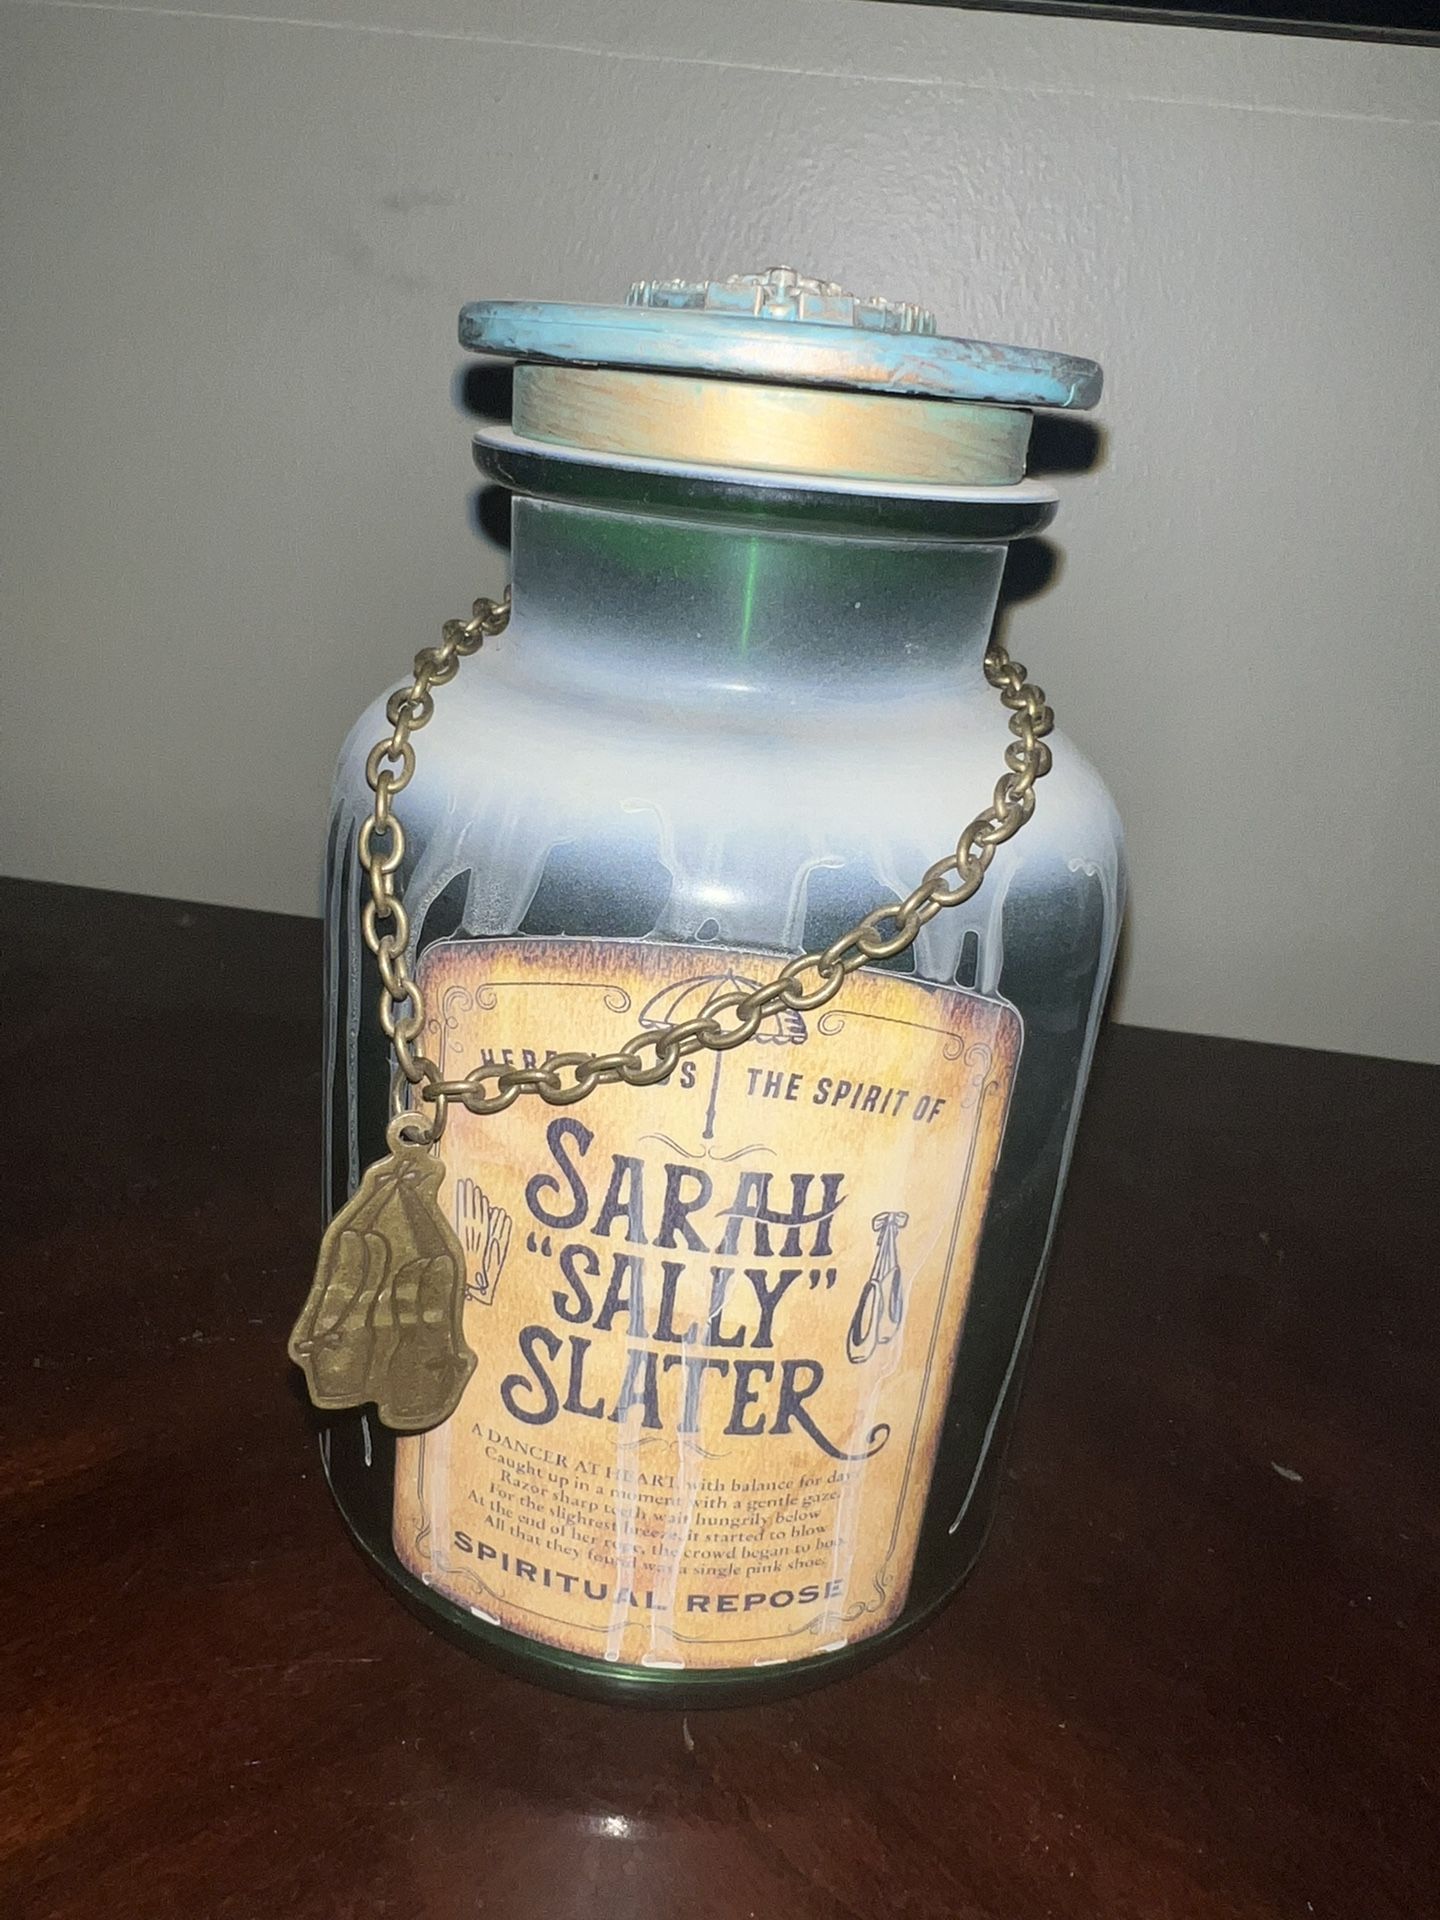 THE SPIRIT OF
SARAH
“SALLY”
SLATER
A DANCER AT HEART, with balance for
Caught up in a moment with a gentle gaze.
Razor sharp teeth wait hungrily below
For the slightest breeze, it started to blow
At the end of her rope, the crowd began to
All that they found was a single pink shoe.
SPIRITUAL REPOSE